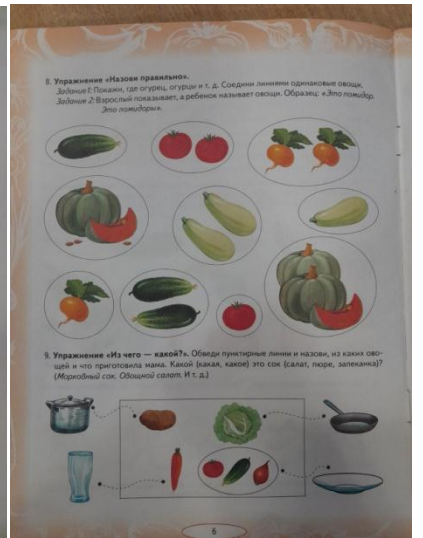 8. Упражнение «Назови правильно».
Задание 1: Покажи, где огурец, огурцы и т. д. Соедини линиями одинаковые овощи.
Задание 2: Взрослый показывает, а ребенок называет овощи. Образец: «Это помидор.
Это помидоры».
9. Упражнение «Из чего — какой?». Обведи пунктирные линии и назови, из каких ово-
щей и что приготовила мама. Какой (какая, какое) это сок (салат, пюре, запеканка)?
(Морковный сок. Овощной салат. И т. д.)
6